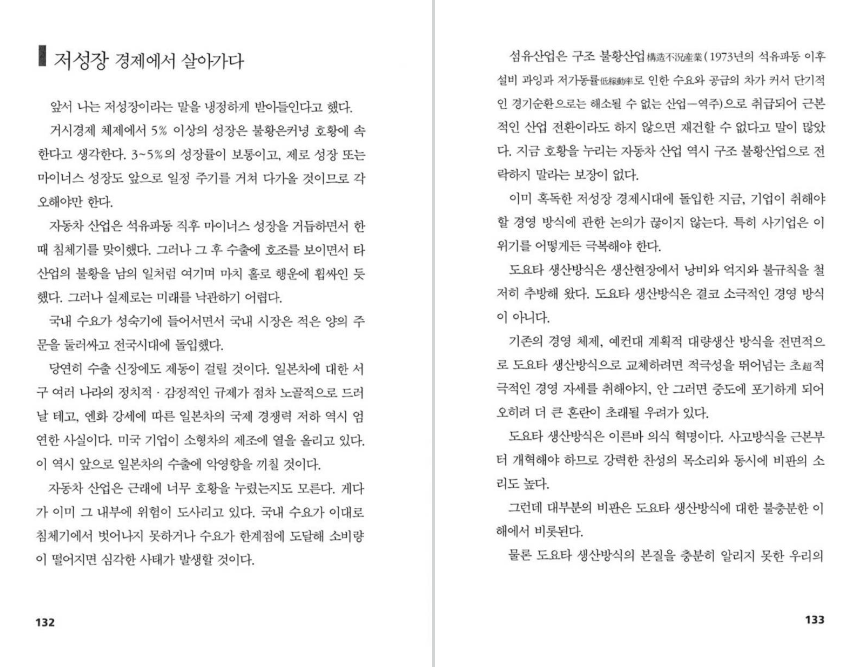 저성장 경제에서 살아가다
앞서 나는 저성장이라는 말을 냉정하게 받아들인다고 했다.
거시경제 체제에서 5% 이상의 성장은 불황은커녕 호황에 속
한다고 생각한다. 3~5%의 성장률이 보통이고, 제로 성장 또는
마이너스 성장도 앞으로 일정 주기를 거쳐 다가올 것이므로 각
오해야만 한다.
자동차 산업은 석유파동 직후 마이너스 성장을 거듭하면서 한
때 침체기를 맞이했다. 그러나 그 후 수출에 호조를 보이면서 타
산업의 불황을 남의 일처럼 여기며 마치 홀로 행운에 휩싸인 듯
했다. 그러나 실제로는 미래를 낙관하기 어렵다.
국내 수요가 성숙기에 들어서면서 국내 시장은 적은 양의 주
문을 둘러싸고 전국시대에 돌입했다.
당연히 수출 신장에도 제동이 걸릴 것이다. 일본차에 대한 서
구 여러 나라의 정치적·감정적인 규제가 점차 노골적으로 드러
날 테고, 엔화 강세에 따른 일본차의 국제 경쟁력 저하 역시 엄
연한 사실이다. 미국 기업이 소형차의 제조에 열을 올리고 있다.
이 역시 앞으로 일본차의 수출에 악영향을 끼칠 것이다.
자동차 산업은 근래에 너무 호황을 누렸는지도 모른다. 게다
가 이미 그 내부에 위험이 도사리고 있다. 국내 수요가 이대로
침체기에서 벗어나지 못하거나 수요가 한계점에 도달해 소비량
이 떨어지면 심각한 사태가 발생할 것이다.
132
섬유산업은 구조 불황산업構造不況産業(1973년의 석유파동 이후
설비 과잉과 저가동률低稼動率로 인한 수요와 공급의 차가 커서 단기적
인 경기순환으로는 해소될 수 없는 산업―역주)으로 취급되어 근본
적인 산업 전환이라도 하지 않으면 재건할 수 없다고 말이 많았
다. 지금 호황을 누리는 자동차 산업 역시 구조 불황산업으로 전
락하지 말라는 보장이 없다.
이미 혹독한 저성장 경제시대에 돌입한 지금, 기업이 취해야
할 경영 방식에 관한 논의가 끊이지 않는다. 특히 사기업은 이
위기를 어떻게든 극복해야 한다.
도요타 생산방식은 생산현장에서 낭비와 억지와 불규칙을 철
저히 추방해 왔다. 도요타 생산방식은 결코 소극적인 경영 방식
이 아니다.
기존의 경영 체제, 예컨대 계획적 대량생산 방식을 전면적으
로 도요타 생산방식으로 교체하려면 적극성을 뛰어넘는 초超적
극적인 경영 자세를 취해야지, 안 그러면 중도에 포기하게 되어
오히려 더 큰 혼란이 초래될 우려가 있다.
도요타 생산방식은 이른바 의식 혁명이다. 사고방식을 근본부
터 개혁해야 하므로 강력한 찬성의 목소리와 동시에 비판의 소
리도 높다.
그런데 대부분의 비판은 도요타 생산방식에 대한 불충분한 이
해에서 비롯된다.
물론 도요타 생산방식의 본질을 충분히 알리지 못한 우리의
133